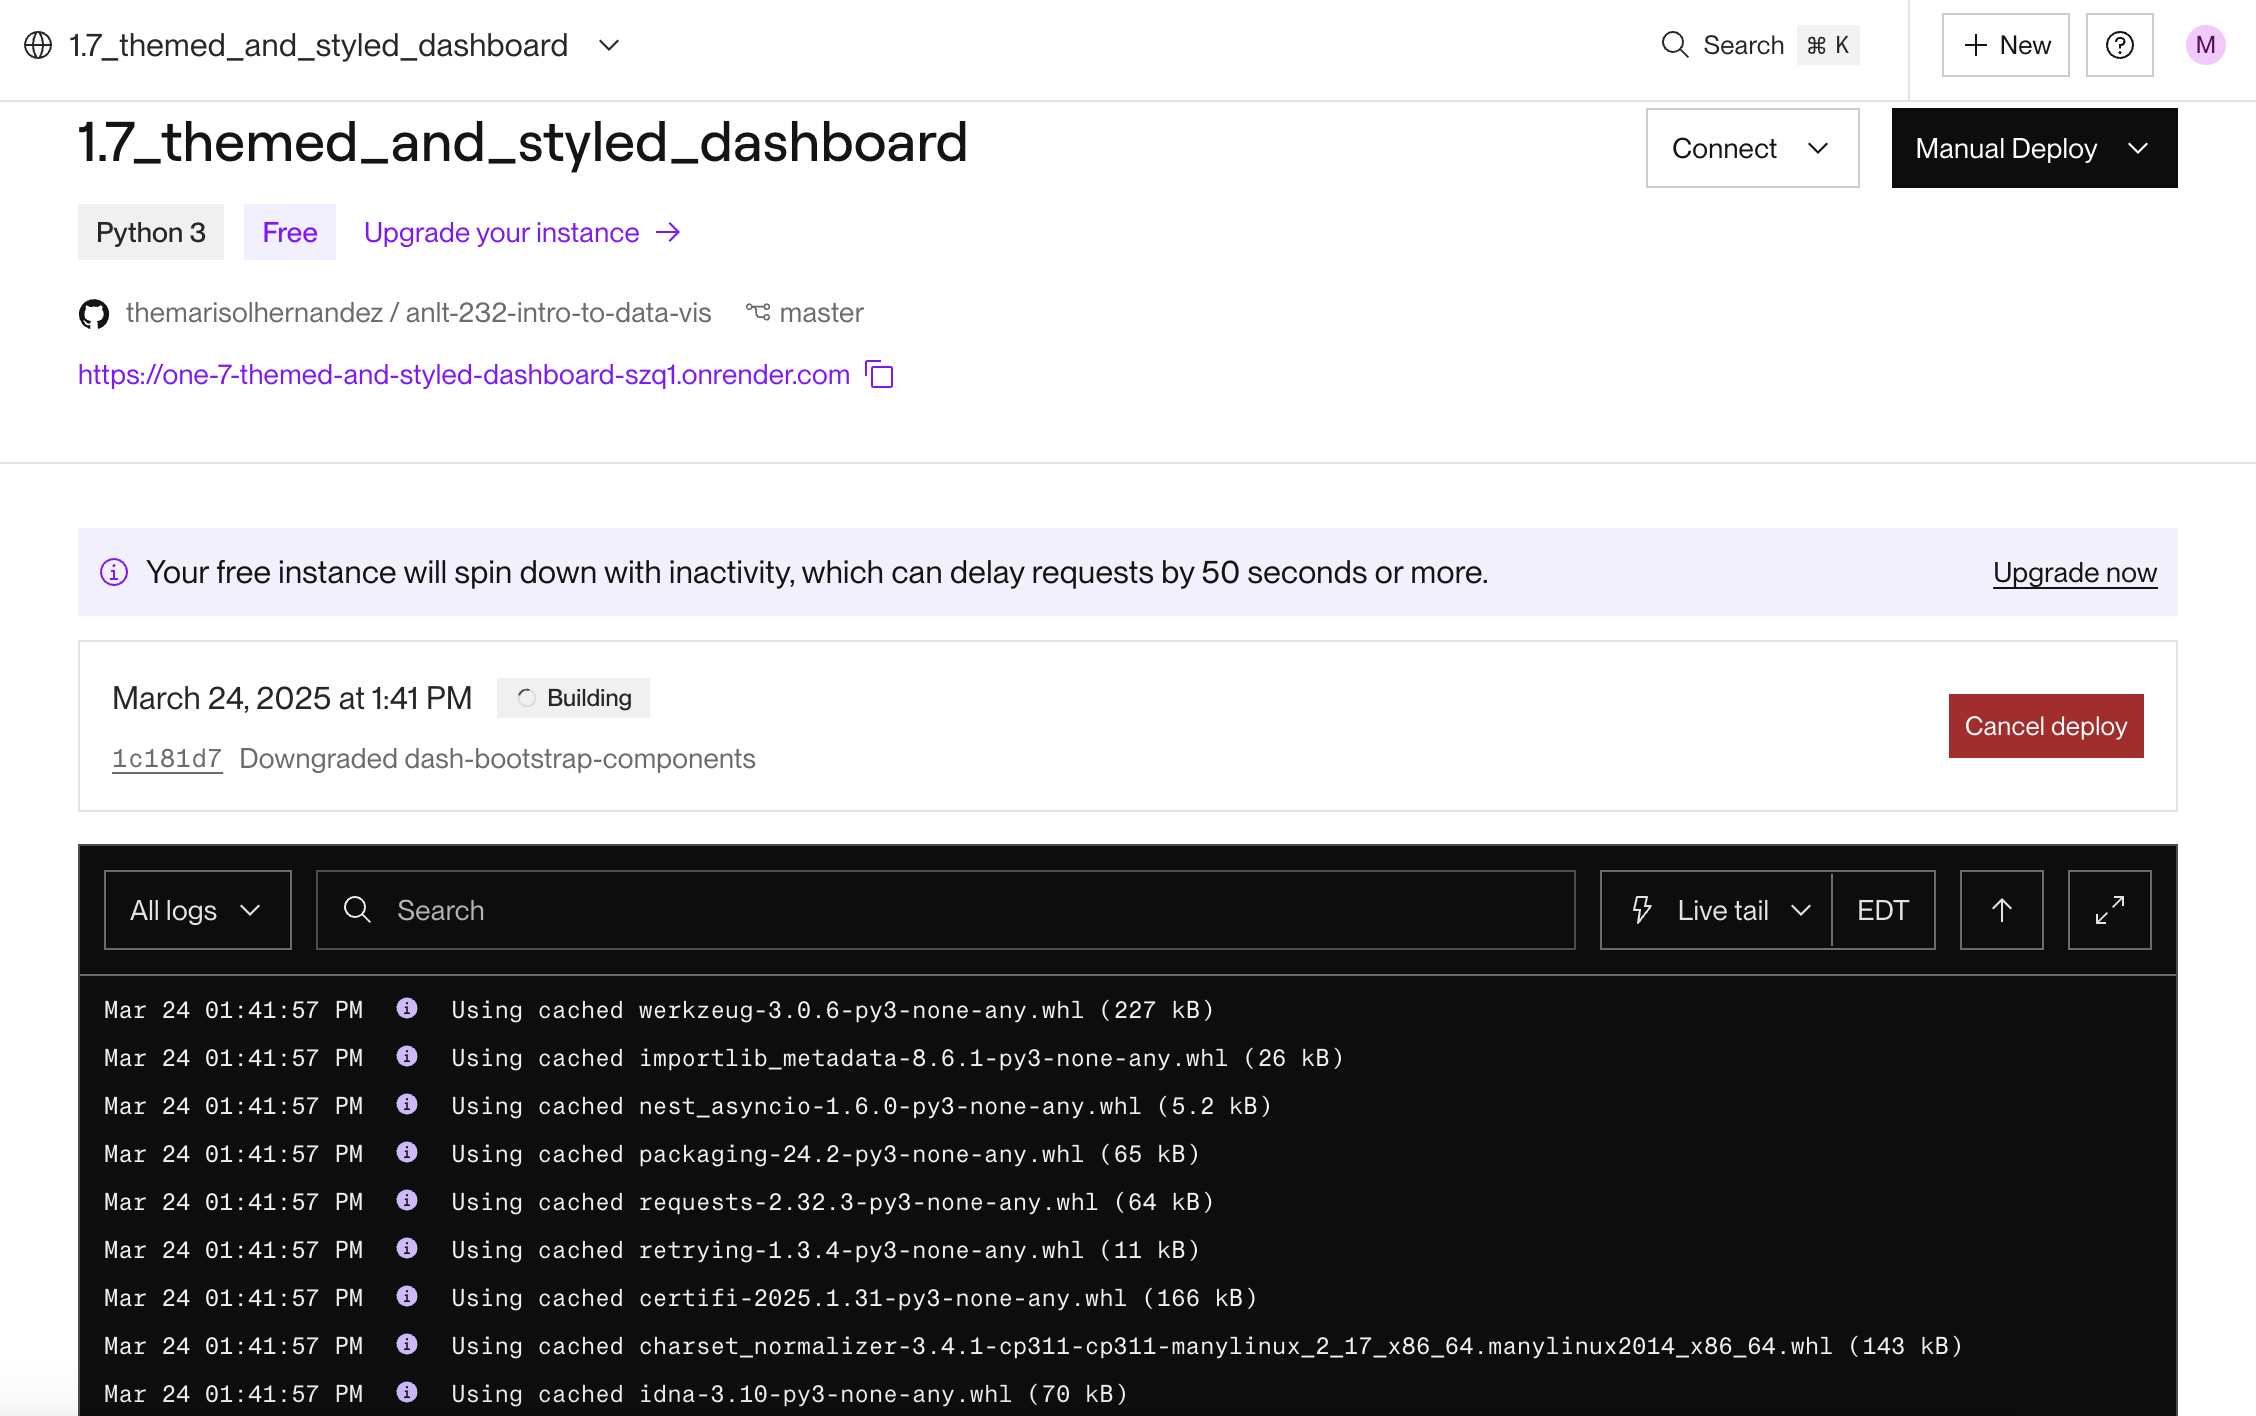 1.7_themed_and_styled_dashboard
Search ⌘ K
+ New
M
1.7_themed_and_styled_dashboard
Connect
Manual Deploy
Python 3
Free
Upgrade your instance →
themarisolhernandez / anlt-232-intro-to-data-vis master
https://one-7-themed-and-styled-dashboard-szq1.onrender.com
Your free instance will spin down with inactivity, which can delay requests by 50 seconds or more.
Upgrade now
March 24, 2025 at 1:41 PM Building
1c181d7 Downgraded dash-bootstrap-components
Cancel deploy
All logs
Search
Live tail
EDT
Mar 24 01:41:57 PM Using cached werkzeug-3.0.6-py3-none-any.whl (227 kB)
Mar 24 01:41:57 PM Using cached importlib_metadata-8.6.1-py3-none-any.whl (26 kB)
Mar 24 01:41:57 PM Using cached nest_asyncio-1.6.0-py3-none-any.whl (5.2 kB)
Mar 24 01:41:57 PM Using cached packaging-24.2-py3-none-any.whl (65 kB)
Mar 24 01:41:57 PM Using cached requests-2.32.3-py3-none-any.whl (64 kB)
Mar 24 01:41:57 PM Using cached retrying-1.3.4-py3-none-any.whl (11 kB)
Mar 24 01:41:57 PM Using cached certifi-2025.1.31-py3-none-any.whl (166 kB)
Mar 24 01:41:57 PM Using cached charset_normalizer-3.4.1-cp311-cp311-manylinux_2_17_x86_64.manylinux2014_x86_64.whl (143 kB)
Mar 24 01:41:57 PM Using cached idna-3.10-py3-none-any.whl (70 kB)